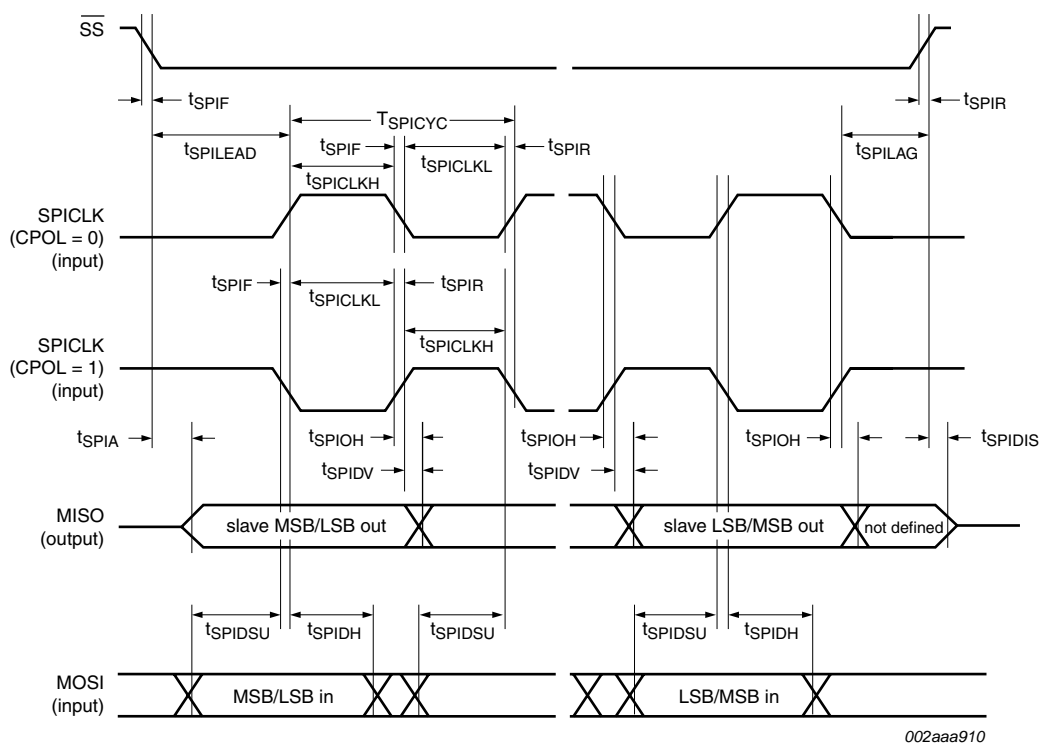 SS
tSPIF
TSPICYC
tSPIR
tSPILEAD
tSPIF
tSPICLKL
tSPIR
tSPILAG
tSPICLKH
SPICLK
(CPOL = 0)
(input)
tSPIF
tSPICLKL
tSPIR
SPICLK
(CPOL = 1)
(input)
tSPICLKH
tSPIA
tSPIOH
tSPIOH
tSPIOH
tSPIDIS
tSPIDV
tSPIDV
MISO
(output)
slave MSB/LSB out
slave LSB/MSB out
not defined
tSPIDSU
tSPIDH
tSPIDSU
tSPIDSU
tSPIDH
MOSI
(input)
MSB/LSB in
LSB/MSB in
002aaa910